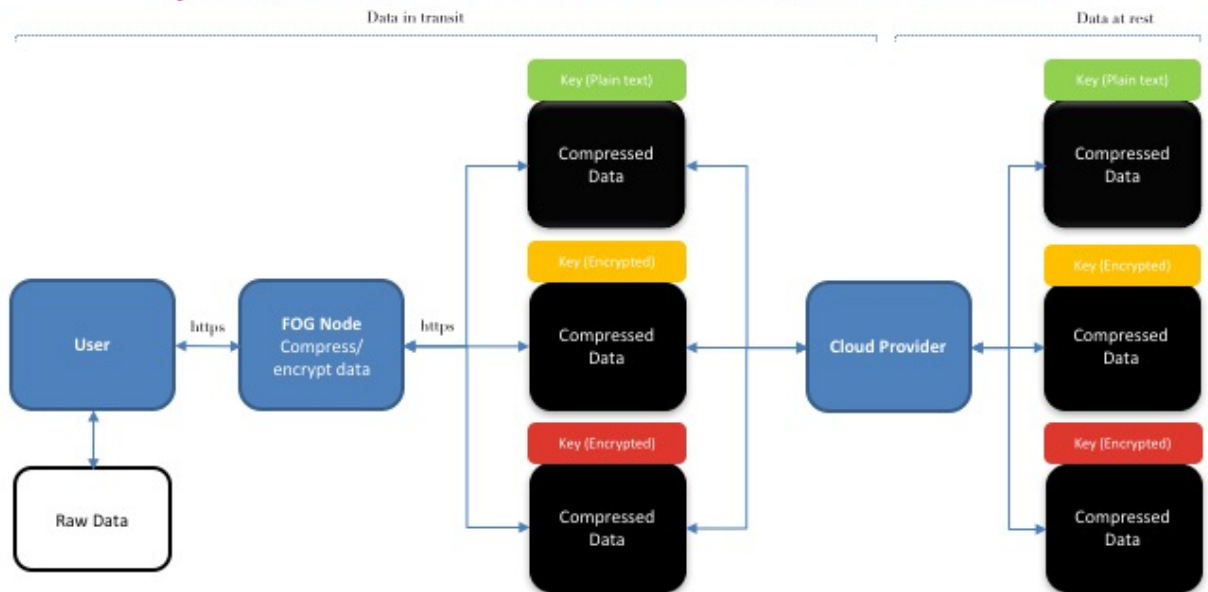 Data in transit
Data at rest
Key (Plain text)
Compressed
Data
Key (Plain text)
Compressed
Data
User
https
FOG Node
Compress/
encrypt data
https
Key (Encrypted)
Compressed
Data
Cloud Provider
Key (Encrypted)
Compressed
Data
Raw Data
Key (Encrypted)
Compressed
Data
Key (Encrypted)
Compressed
Data